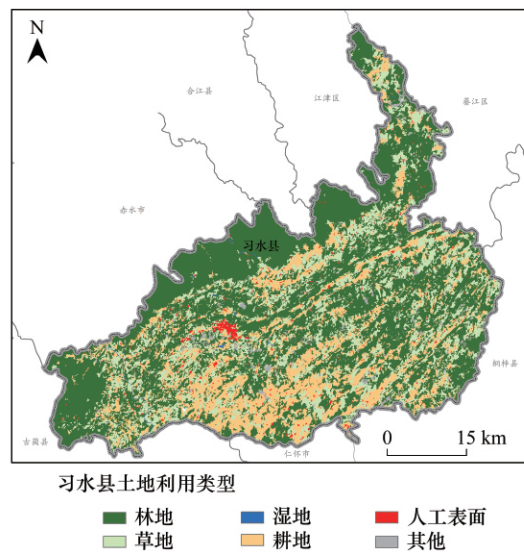 N
合江县
江津区
綦江区
赤水市
习水县
桐梓县
古蔺县
仁怀市
0 15 km
习水县土地利用类型
林地 湿地 人工表面
草地 耕地 其他